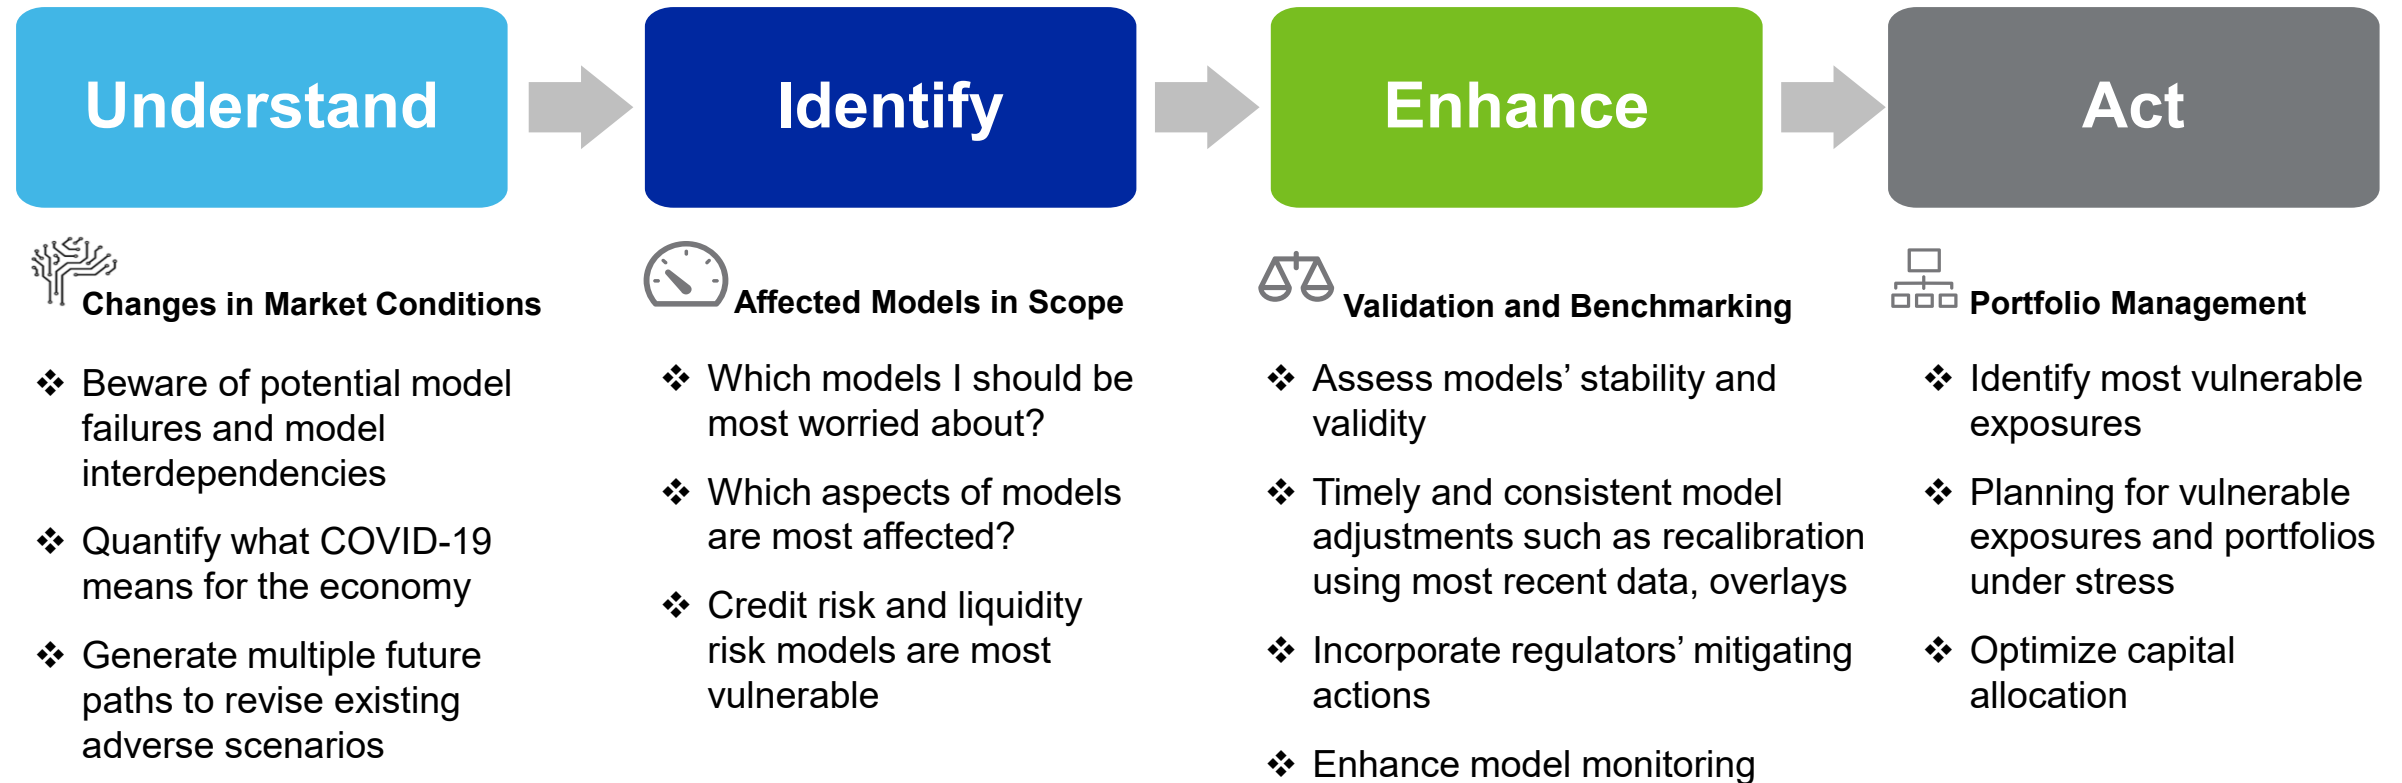 Understand
Identify
Enhance
Act
Changes in Market Conditions
❖ Beware of potential model
failures and model
interdependencies
❖ Quantify what COVID-19
means for the economy
❖ Generate multiple future
paths to revise existing
adverse scenarios
Affected Models in Scope
❖ Which models I should be
most worried about?
❖ Which aspects of models
are most affected?
❖ Credit risk and liquidity
risk models are most
vulnerable
Validation and Benchmarking
❖ Assess models’ stability and
validity
❖ Timely and consistent model
adjustments such as recalibration
using most recent data, overlays
❖ Incorporate regulators’ mitigating
actions
❖ Enhance model monitoring
Portfolio Management
❖ Identify most vulnerable
exposures
❖ Planning for vulnerable
exposures and portfolios
under stress
❖ Optimize capital
allocation